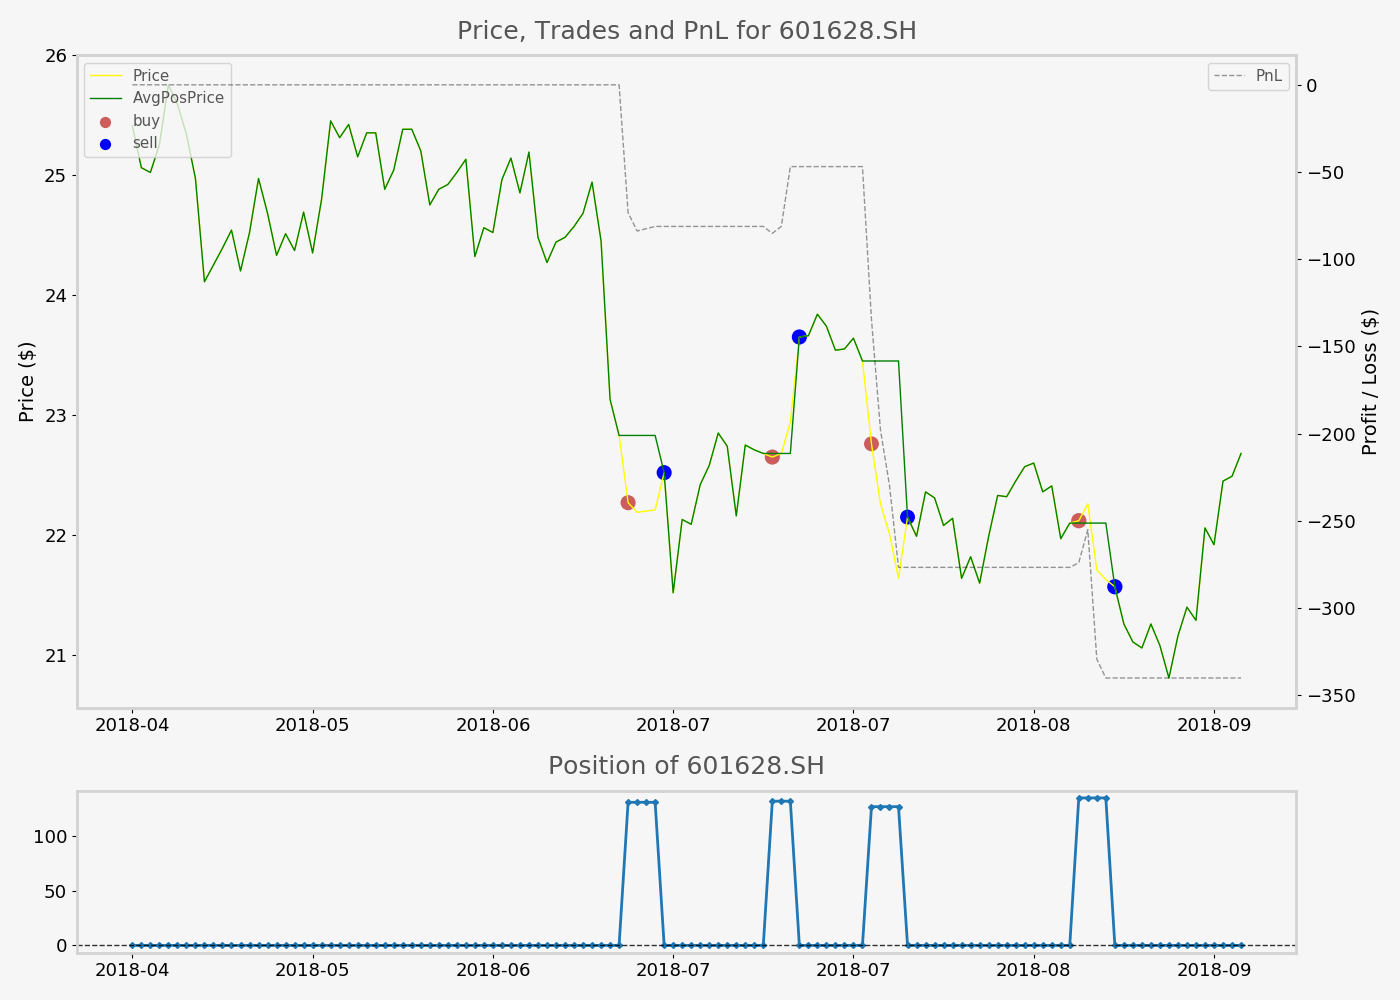 Price, Trades and PnL for 601628.SH
26
25
24
23
22
21
Price ($)
Price
AvgPosPrice
buy
sell
PnL
0
−50
−100
−150
−200
−250
−300
−350
Profit / Loss ($)
2018-04 2018-05 2018-06 2018-07 2018-07 2018-08 2018-09
Position of 601628.SH
100
50
0
2018-04 2018-05 2018-06 2018-07 2018-07 2018-08 2018-09